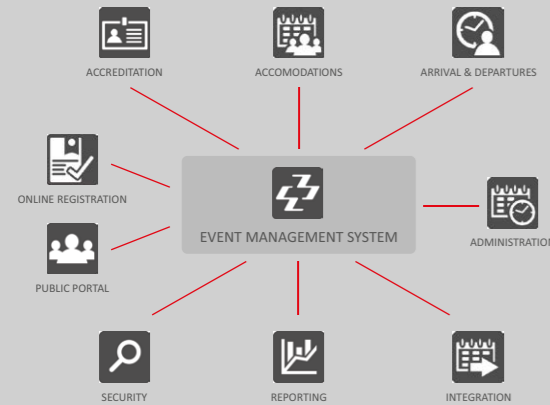 ACCREDITATION
ACCOMODATIONS
ARRIVAL & DEPARTURES
ONLINE REGISTRATION
EVENT MANAGEMENT SYSTEM
ADMINISTRATION
PUBLIC PORTAL
SECURITY
REPORTING
INTEGRATION